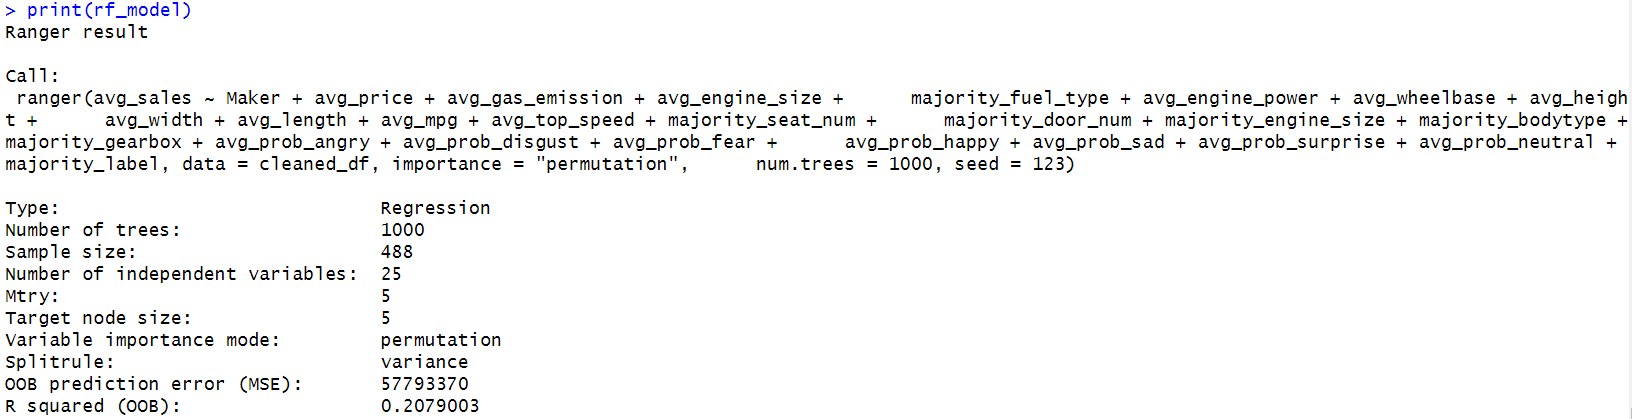 > print(rf_model)
Ranger result
Call:
ranger(avg_sales ~ Maker + avg_price + avg_gas_emission + avg_engine_size +      majority_fuel_type + avg_engine_power + avg_wheelbase + avg_heigh
t +      avg_width + avg_length + avg_mpg + avg_top_speed + majority_seat_num +      majority_door_num + majority_engine_size + majority_bodytype +
majority_gearbox + avg_prob_angry + avg_prob_disgust + avg_prob_fear +      avg_prob_happy + avg_prob_sad + avg_prob_surprise + avg_prob_neutral +
majority_label, data = cleaned_df, importance = "permutation",      num.trees = 1000, seed = 123)
Type:                             Regression
Number of trees:                  1000
Sample size:                      488
Number of independent variables:  25
Mtry:                             5
Target node size:                 5
Variable importance mode:         permutation
Splitrule:                        variance
OOB prediction error (MSE):       57793370
R squared (OOB):                  0.2079003